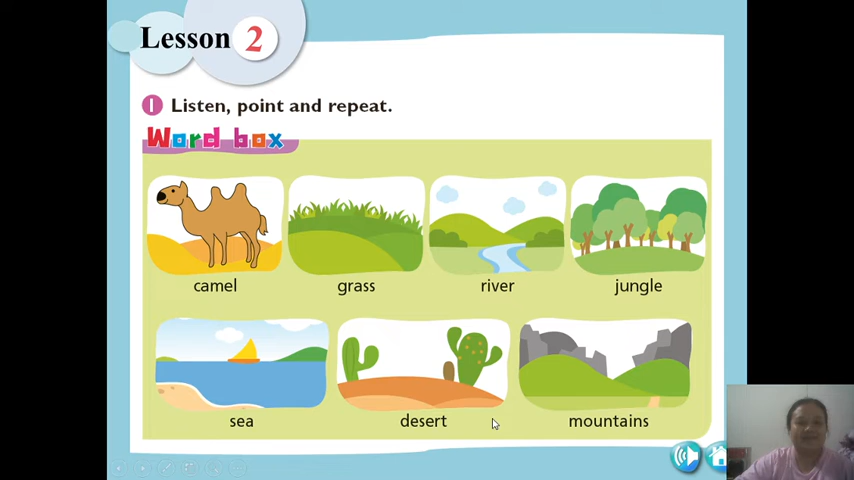 Lesson 2
1 Listen, point and repeat.
Word box
camel grass river jungle
sea desert mountains